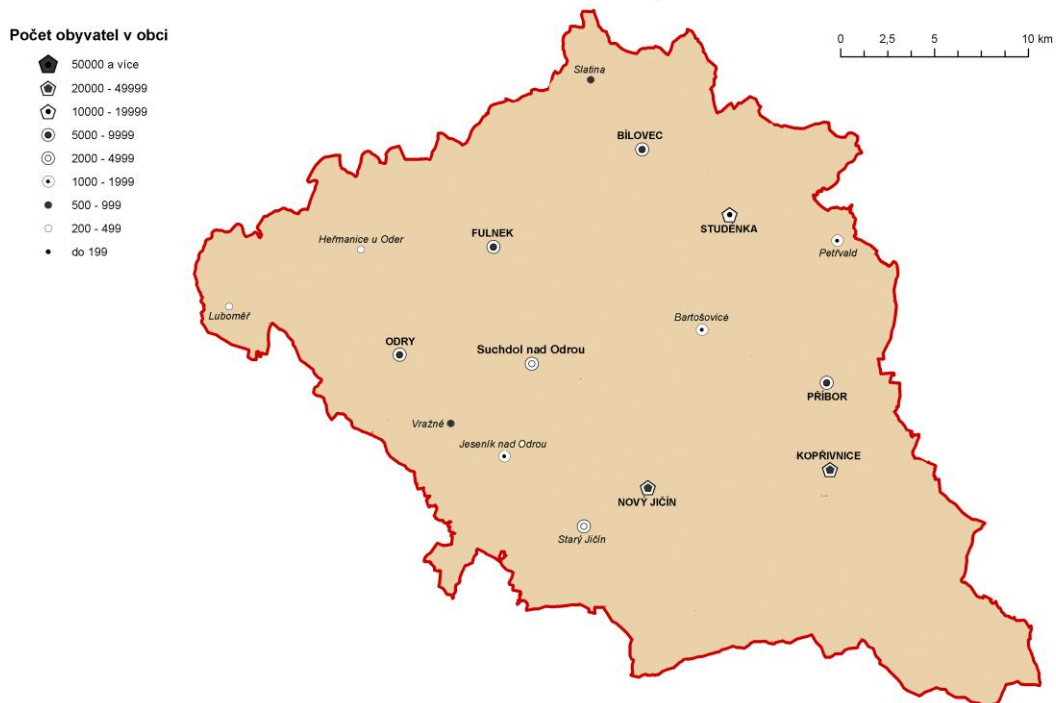 Počet obyvatel v obci
50000 a více
20000 - 49999
10000 - 19999
5000 - 9999
2000 - 4999
1000 - 1999
500 - 999
200 - 499
do 199
0 2,5 5 10 km
Slatina
BÍLOVEC
STUDÉNKA
FULNEK
Heřmanice u Oder
Petřvald
Luboměř
Bartošovice
ODRY
Suchdol nad Odrou
PŘÍBOR
Vražné
Jeseník nad Odrou
KOPŘIVNICE
NOVÝ JIČÍN
Starý Jičín